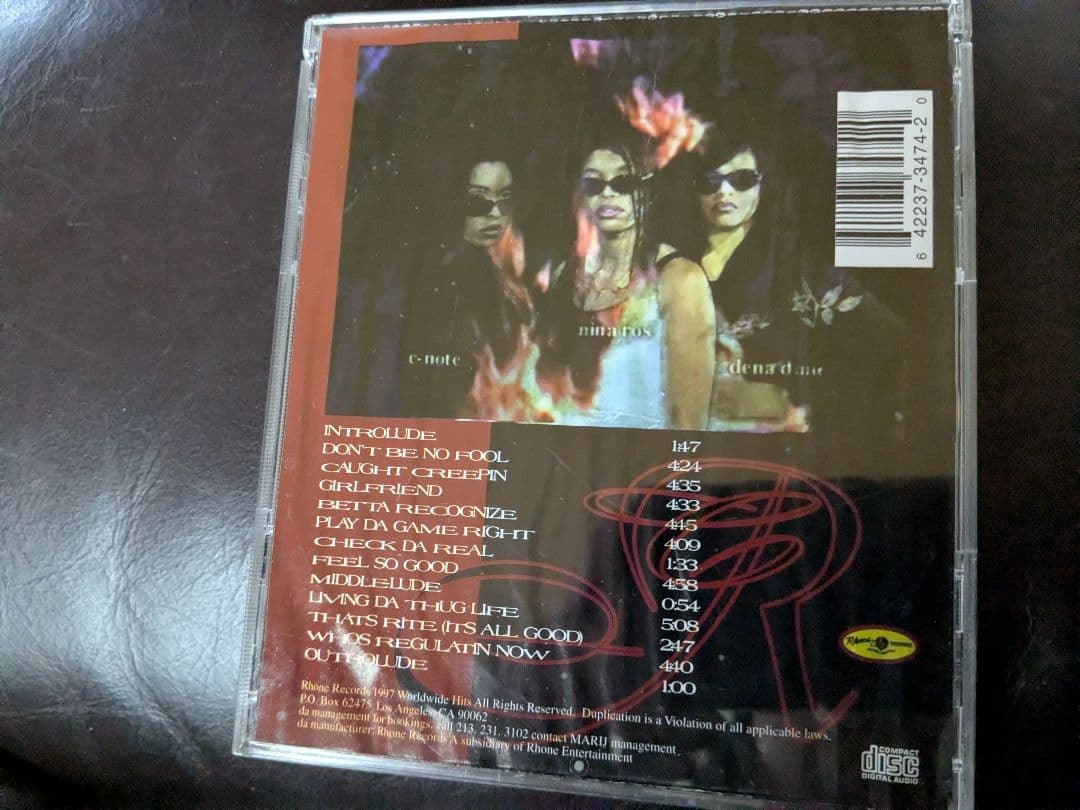 c-note
nina ros
dena dane
6 42237-3474-2 0
INTROLUDE 1:47
DON'T BE NO FOOL 4:24
CAUGHT CREEPIN 4:35
GIRLFRIEND 4:33
BETTA RECOGNIZE 4:45
PLAY DA GAME RIGHT 4:09
CHECK DA REAL 1:33
FEEL SO GOOD 4:58
MIDDLE-LUDE 0:54
LIVING DA THUG LIFE 5:08
THATS RITE (ITS ALL GOOD) 2:47
WHOS REGULATIN NOW 4:40
OUTROLUDE 1:00
Rhône Records 1997 Worldwide Hits All Rights Reserved. Duplication is a Violation of all applicable laws.
P.O. Box 62475 Los Angeles, CA 90062
da management for bookings, call 213. 231. 3102 contact MARIJ management.
da manufacturer: Rhone Records A subsidiary of Rhone Entertainment
COMPACT
disc
DIGITAL AUDIO